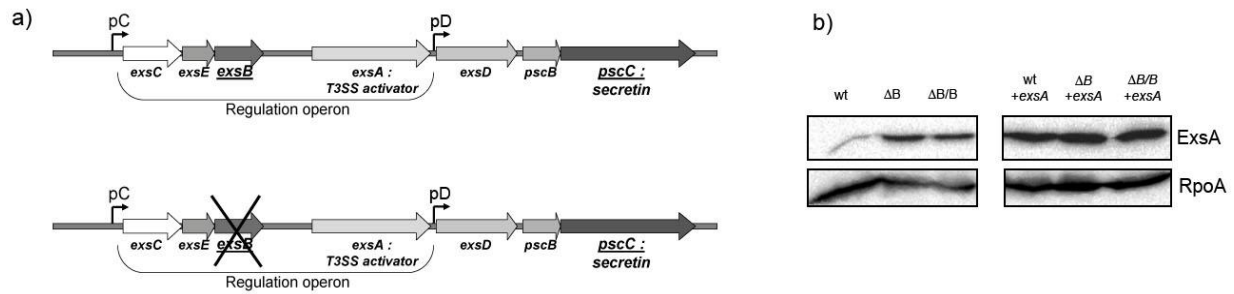 a)
pC
pD
exsC
exsE
exsB
exsA :
T3SS activator
exsD
pscB
pscC :
secretin
Regulation operon
pC
pD
exsC
exsE
exsB
exsA :
T3SS activator
exsD
pscB
pscC :
secretin
Regulation operon
b)
wt
ΔB
ΔB/B
wt
+exsA
ΔB
+exsA
ΔB/B
+exsA
ExsA
RpoA